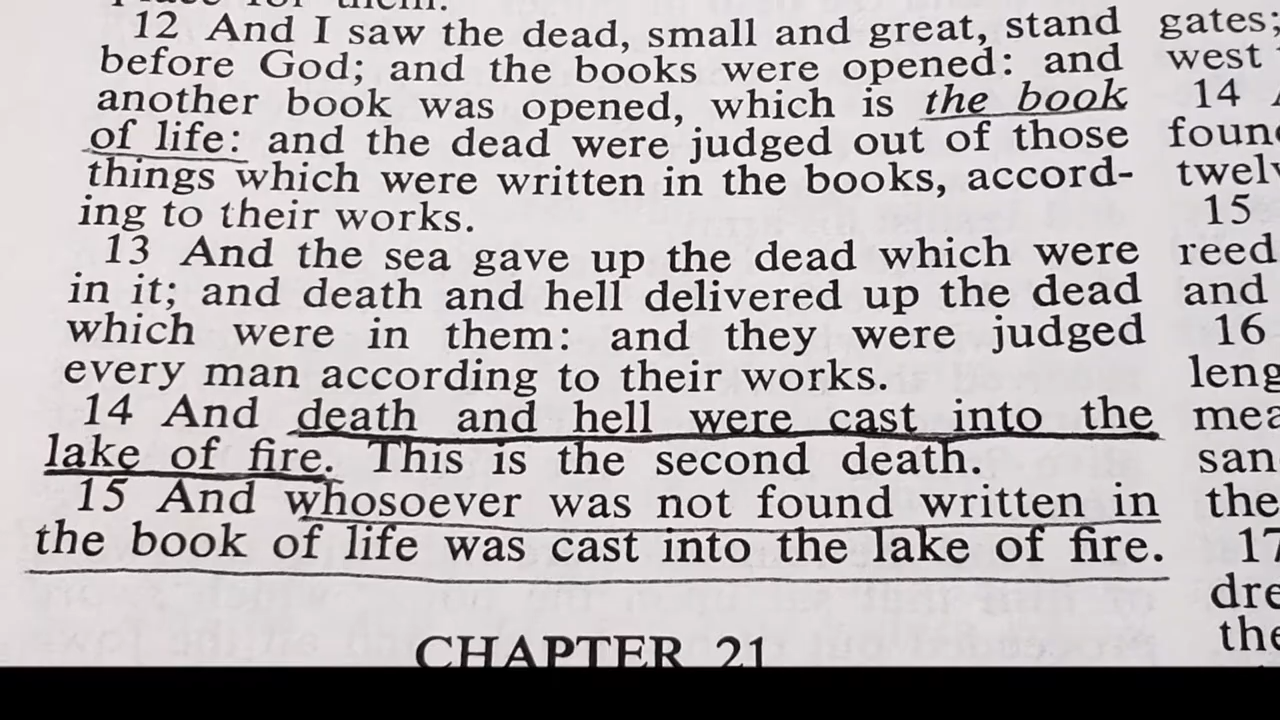 12 And I saw the dead, small and great, stand
before God; and the books were opened: and
another book was opened, which is the book
of life: and the dead were judged out of those
things which were written in the books, accord-
ing to their works.
13 And the sea gave up the dead which were
in it; and death and hell delivered up the dead
which were in them: and they were judged
every man according to their works.
14 And death and hell were cast into the
lake of fire. This is the second death.
15 And whosoever was not found written in
the book of life was cast into the lake of fire.
CHAPTER 21
gates;
west
14
15
reed
and
16
the
17
the